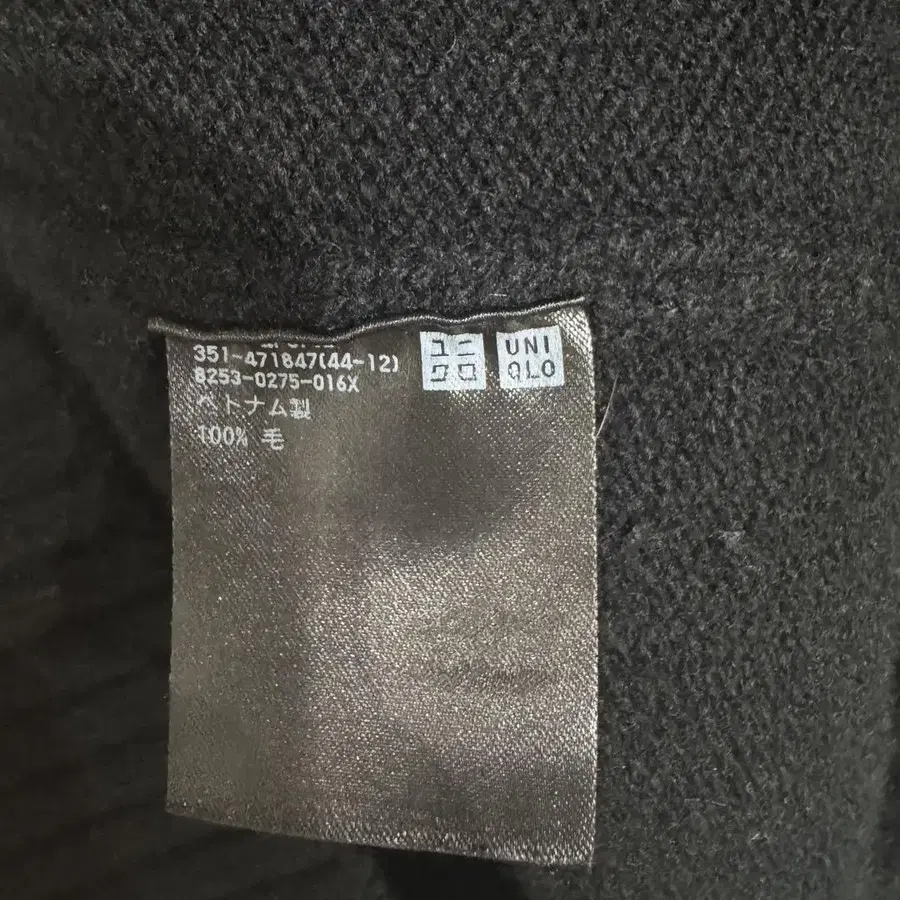 351-471847(44-12)
8253-0275-016X
ベトナム製
100% 毛
ユニ
クロ
UNI
QLO